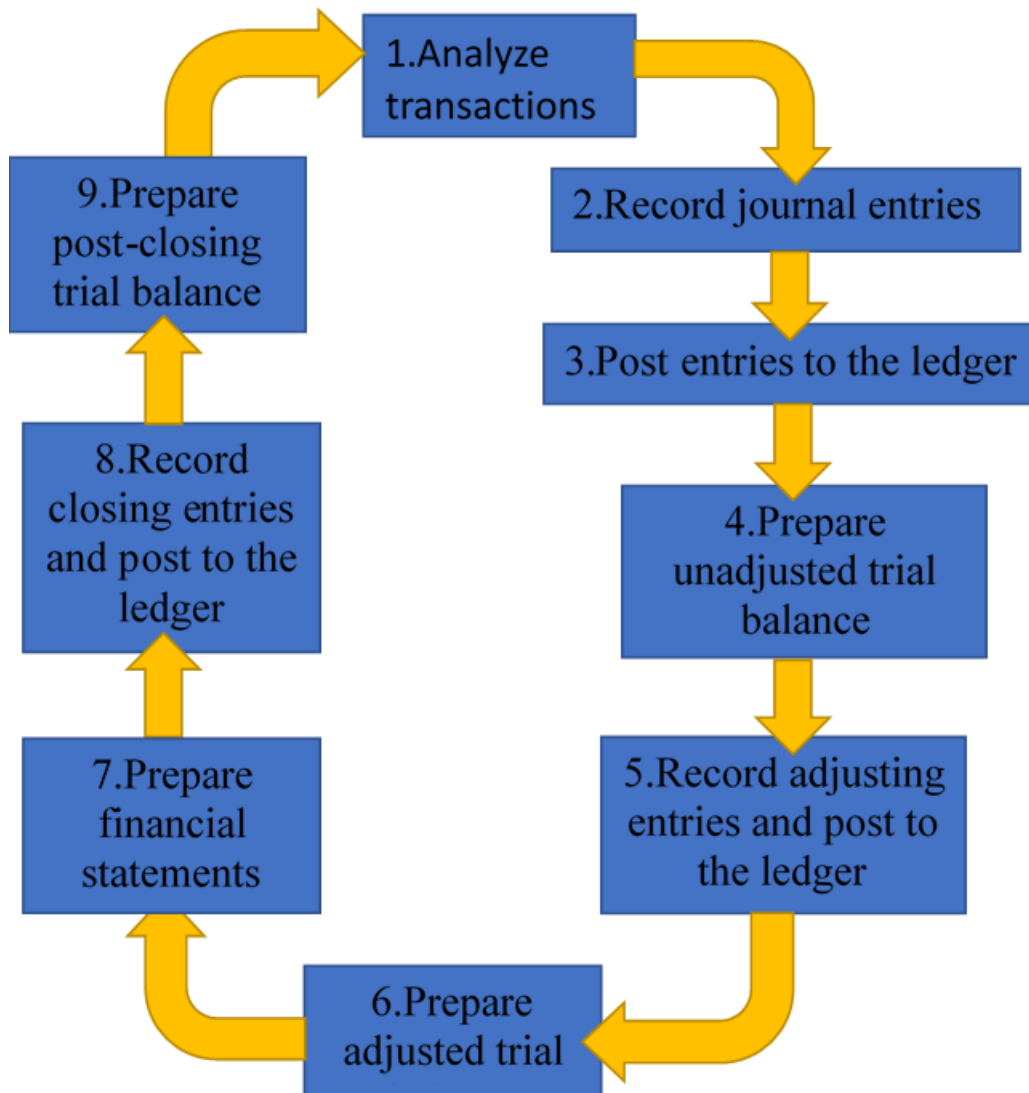 1.Analyze
transactions
2.Record journal entries
3.Post entries to the ledger
4.Prepare
unadjusted trial
balance
5.Record adjusting
entries and post to
the ledger
6.Prepare
adjusted trial
7.Prepare
financial
statements
8.Record
closing entries
and post to the
ledger
9.Prepare
post-closing
trial balance